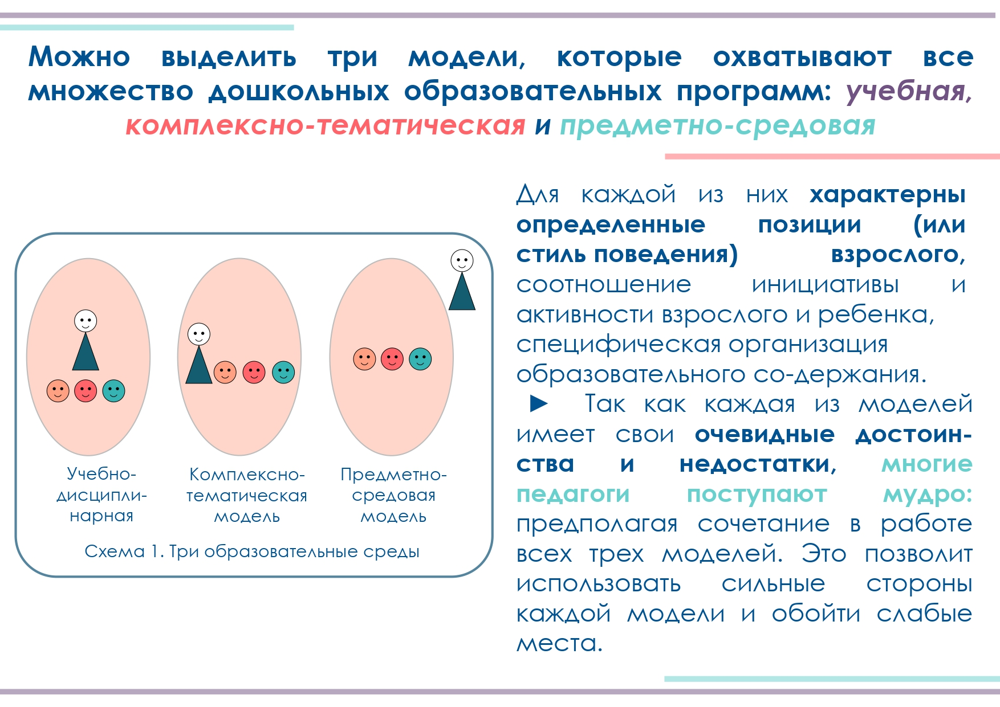 Можно выделить три модели, которые охватывают все
множество дошкольных образовательных программ: учебная,
комплексно-тематическая и предметно-средовая
Для каждой из них характерны
определенные позиции (или
стиль поведения) взрослого,
соотношение инициативы и
активности взрослого и ребенка,
специфическая организация
образовательного со-держания.
► Так как каждая из моделей
имеет свои очевидные достоин-
ства и недостатки, многие
педагоги поступают мудро:
предполагая сочетание в работе
всех трех моделей. Это позволит
использовать сильные стороны
каждой модели и обойти слабые
места.
Учебно-
дисципли-
нарная
Комплексно-
тематическая
модель
Предметно-
средовая
модель
Схема 1. Три образовательные среды